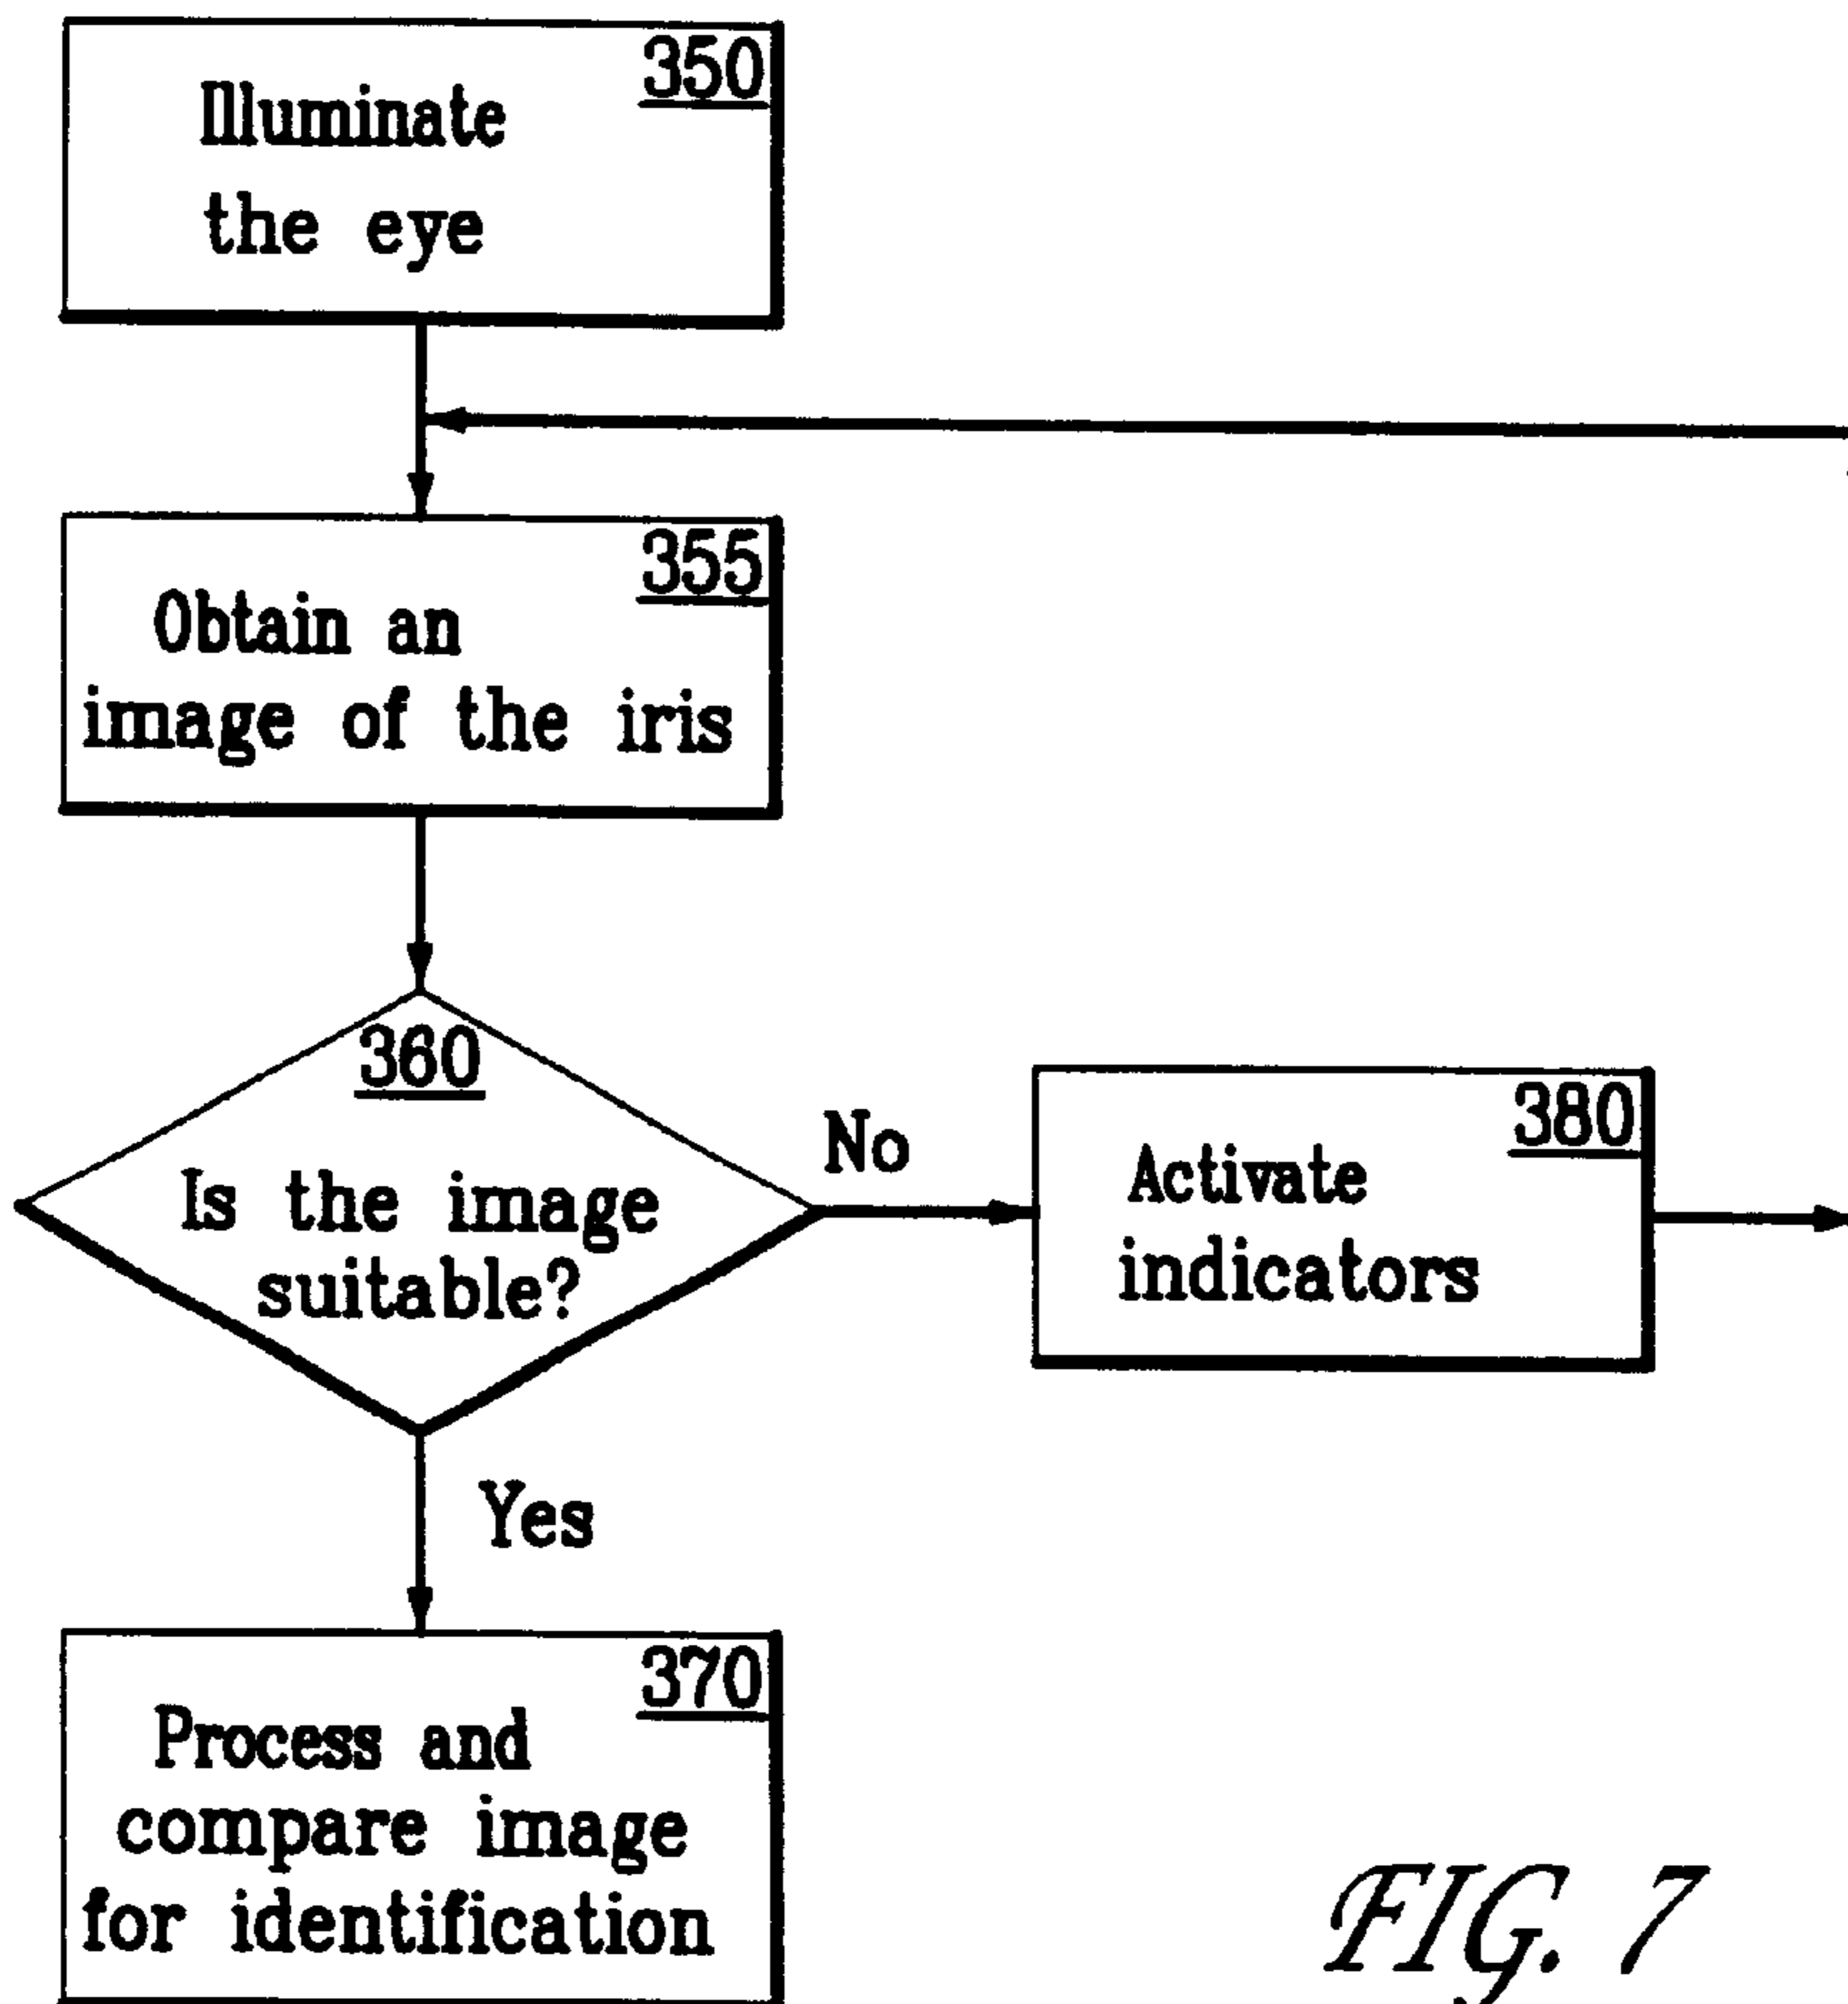 350
Illuminate
the eye
355
Obtain an
image of the iris
360
Is the image
suitable?
No
380
Activate
indicators
Yes
370
Process and
compare image
for identification
FIG. 7